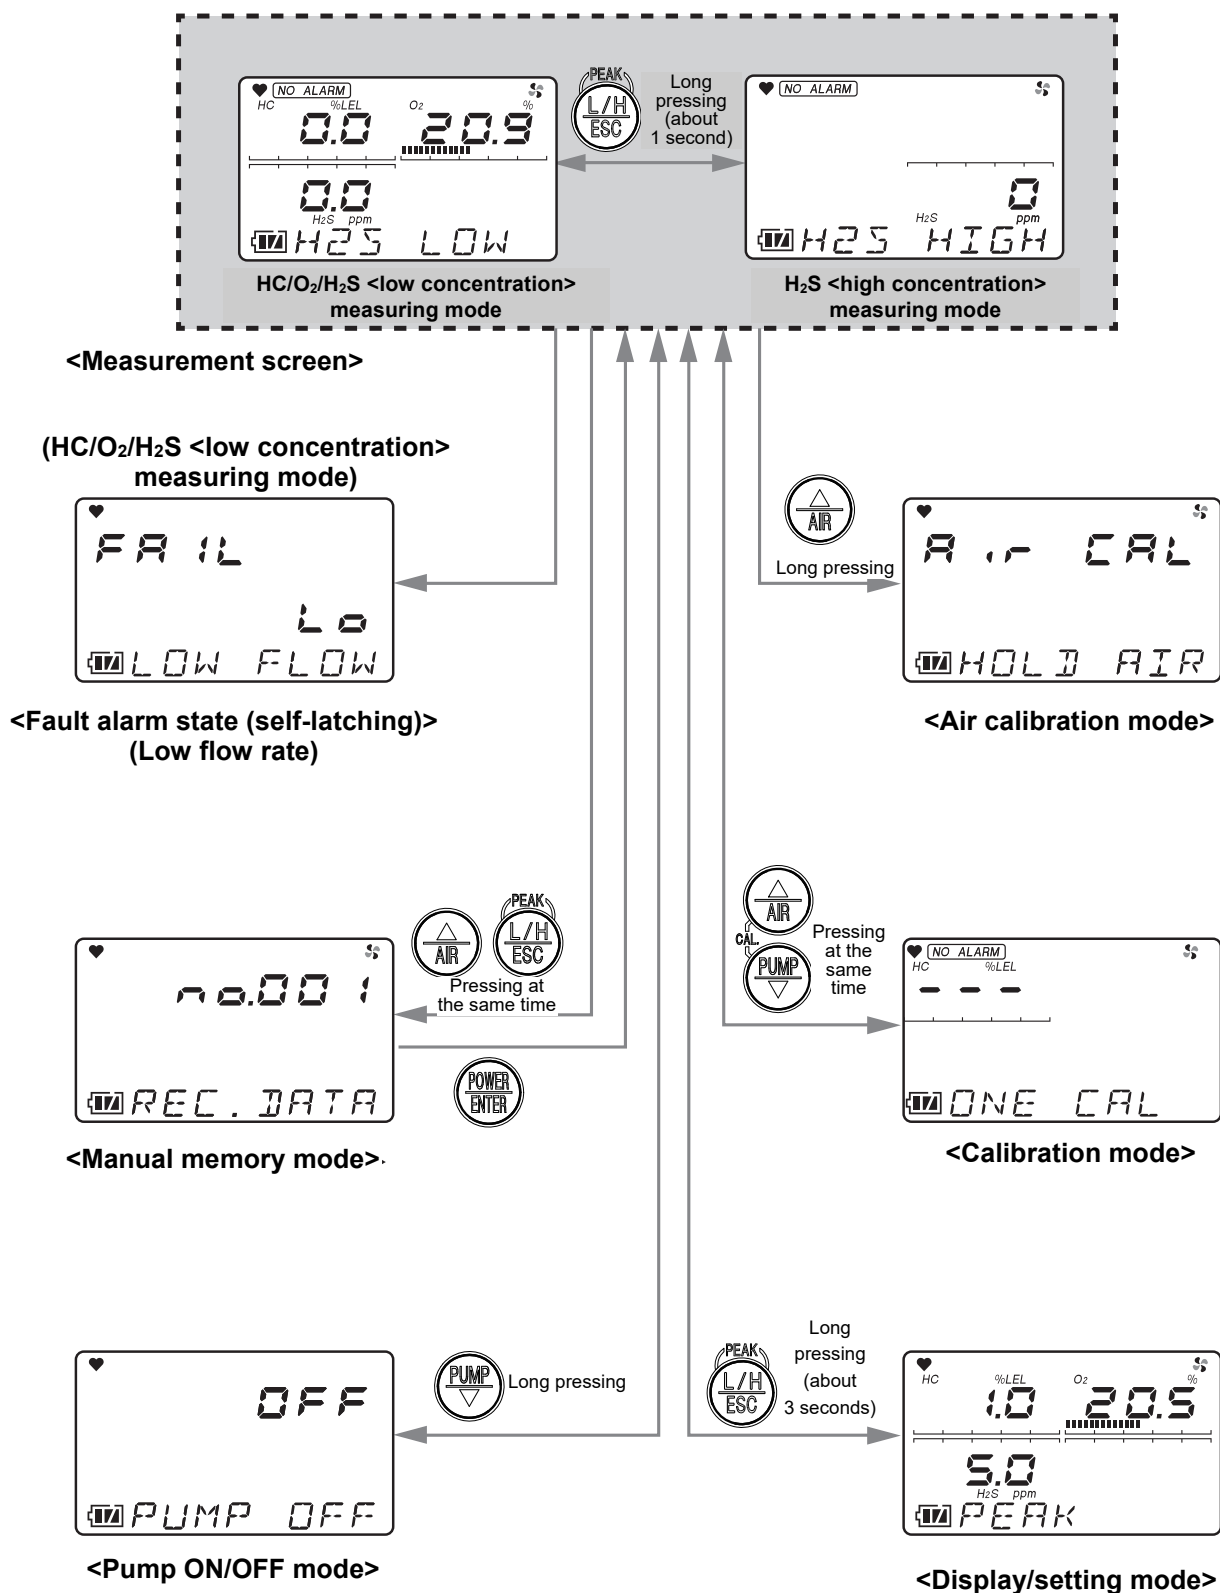 NO ALARM
HC %LEL O2 %
0.0 20.9
0.0
H2S ppm
H2S LOW
PEAK
L/H
ESC
Long
pressing
(about
1 second)
NO ALARM
0
H2S ppm
H2S HIGH
HC/O2/H2S <low concentration>
measuring mode
H2S <high concentration>
measuring mode
<Measurement screen>
(HC/O2/H2S <low concentration>
measuring mode)
FAIL
Lo
LOW FLOW
<Fault alarm state (self-latching)>
(Low flow rate)
AIR
Long pressing
Air CAL
HOLD AIR
<Air calibration mode>
AIR
PEAK
L/H
ESC
Pressing at
the same time
no.001
REC.DATA
POWER
ENTER
<Manual memory mode>
AIR
CAL.
PUMP
Pressing
at the
same
time
NO ALARM
HC %LEL
---
ONE CAL
<Calibration mode>
OFF
PUMP OFF
PUMP
Long pressing
<Pump ON/OFF mode>
PEAK
L/H
ESC
Long
pressing
(about
3 seconds)
HC %LEL O2 %
1.0 20.5
5.0
H2S ppm
PEAK
<Display/setting mode>